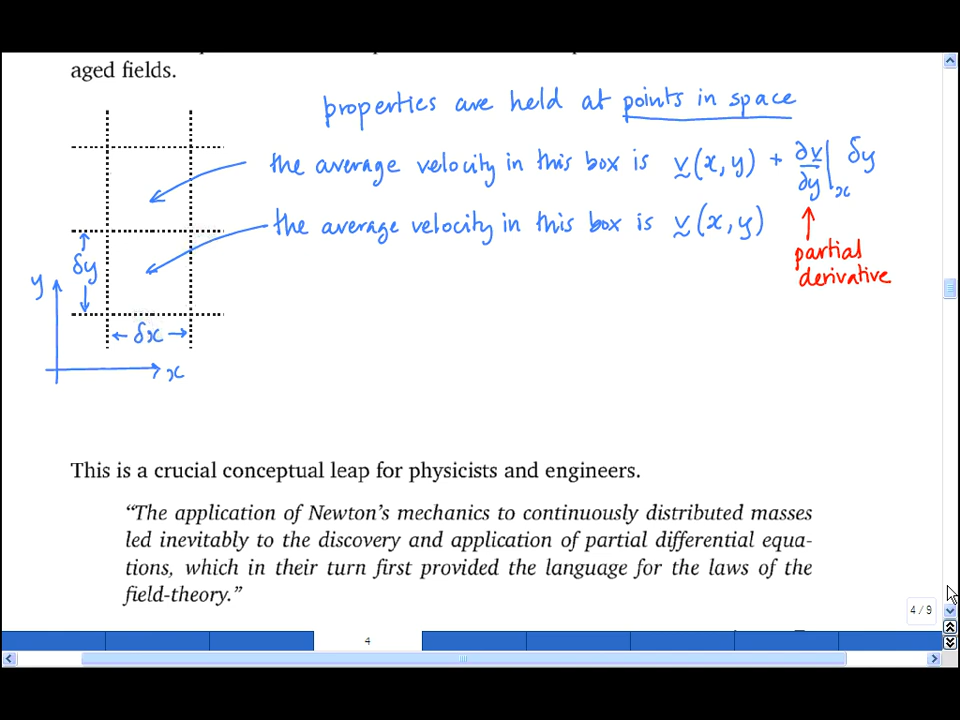 aged fields.
properties are held at points in space
the average velocity in this box is v(x, y) + ∂v/∂y|x δy
the average velocity in this box is v(x, y)
partial
derivative
δy
y
δx
x
This is a crucial conceptual leap for physicists and engineers.
“The application of Newton’s mechanics to continuously distributed masses
led inevitably to the discovery and application of partial differential equa-
tions, which in their turn first provided the language for the laws of the
field-theory.”
4 / 9
4